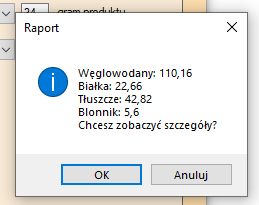 24 gram produktu
Raport
Węglowodany: 110,16
Białka: 22,66
Tłuszcze: 42,82
Blonnik: 5,6
Chcesz zobaczyć szczegóły?
OK
Anuluj